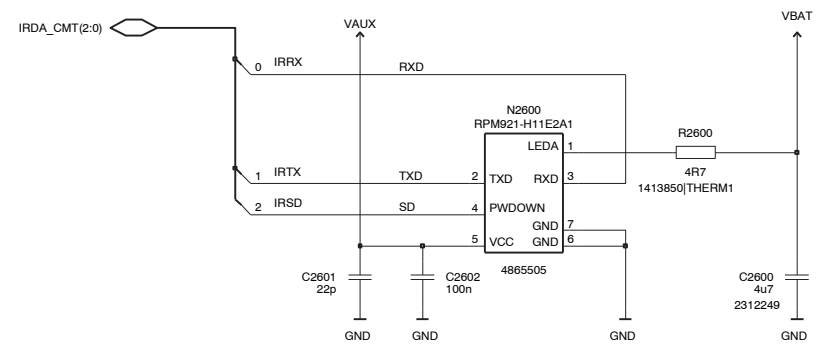 IRDA_CMT(2:0)
VAUX
VBAT
0 IRRX
RXD
N2600
RPM921-H11E2A1
R2600
LEDA 1
4R7
1413850|THERM1
1 IRTX
TXD
2 TXD
RXD 3
2 IRSD
SD
4 PWDOWN
GND 7
5 VCC
GND 6
4865505
C2601
22p
C2602
100n
C2600
4u7
2312249
GND
GND
GND
GND